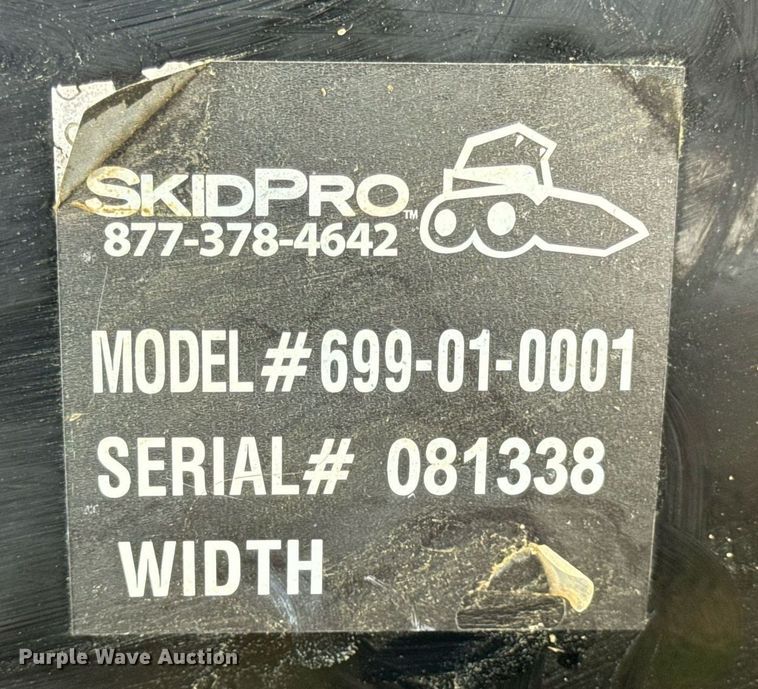 SKIDPRO™
877-378-4642
MODEL# 699-01-0001
SERIAL# 081338
WIDTH
Purple Wave Auction